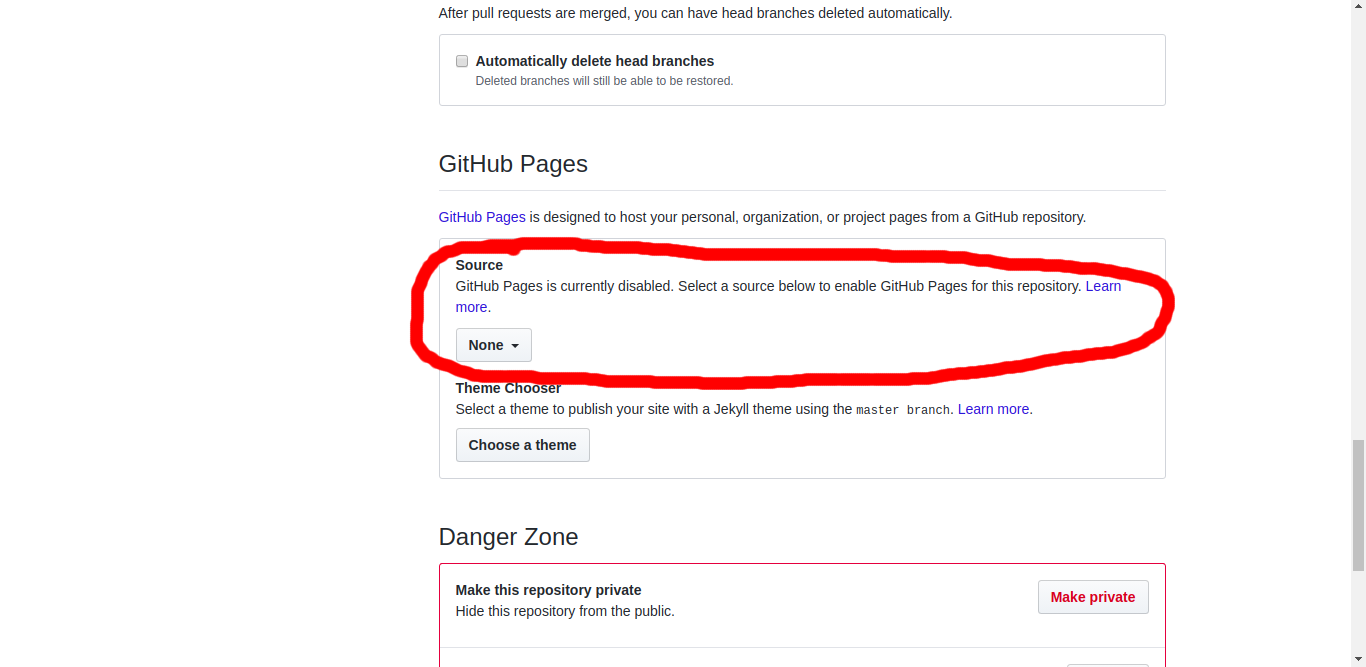 After pull requests are merged, you can have head branches deleted automatically.
Automatically delete head branches
Deleted branches will still be able to be restored.
GitHub Pages
GitHub Pages is designed to host your personal, organization, or project pages from a GitHub repository.
Source
GitHub Pages is currently disabled. Select a source below to enable GitHub Pages for this repository. Learn
more.
None
Theme Chooser
Select a theme to publish your site with a Jekyll theme using the master branch. Learn more.
Choose a theme
Danger Zone
Make this repository private
Hide this repository from the public.
Make private